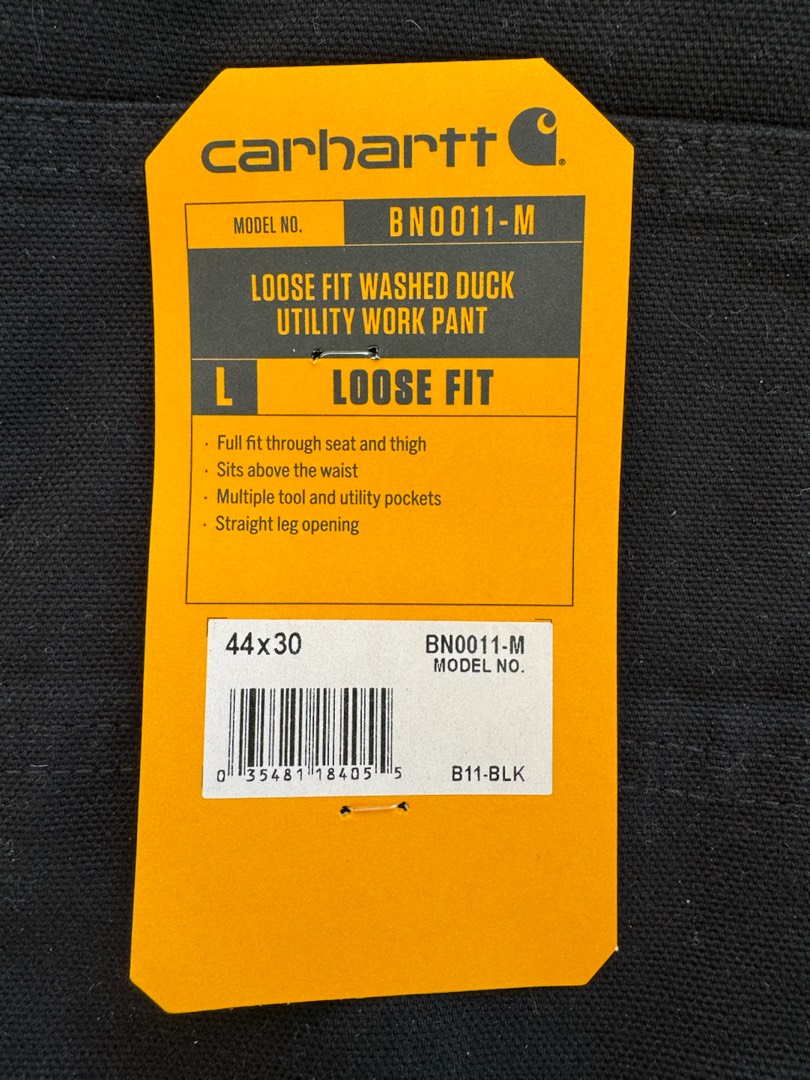 carhartt
MODEL NO. BN0011-M
LOOSE FIT WASHED DUCK
UTILITY WORK PANT
L LOOSE FIT
· Full fit through seat and thigh
· Sits above the waist
· Multiple tool and utility pockets
· Straight leg opening
44x30 BN0011-M
MODEL NO.
0 35481 18405 5 B11-BLK